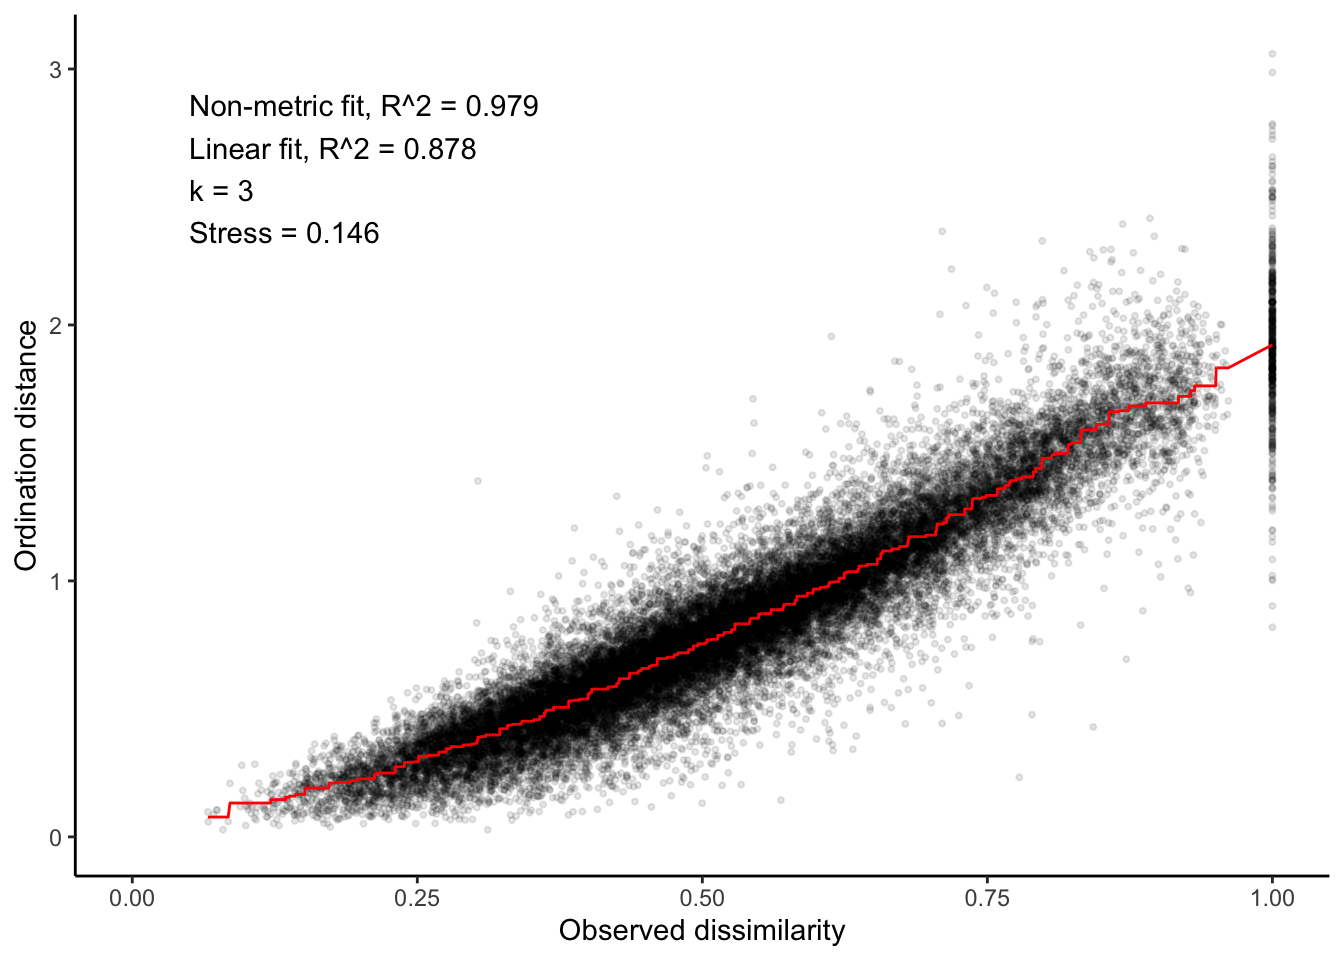 3
Non-metric fit, R^2 = 0.979
Linear fit, R^2 = 0.878
k = 3
Stress = 0.146
2
Ordination distance
1
0
0.00 0.25 0.50 0.75 1.00
Observed dissimilarity